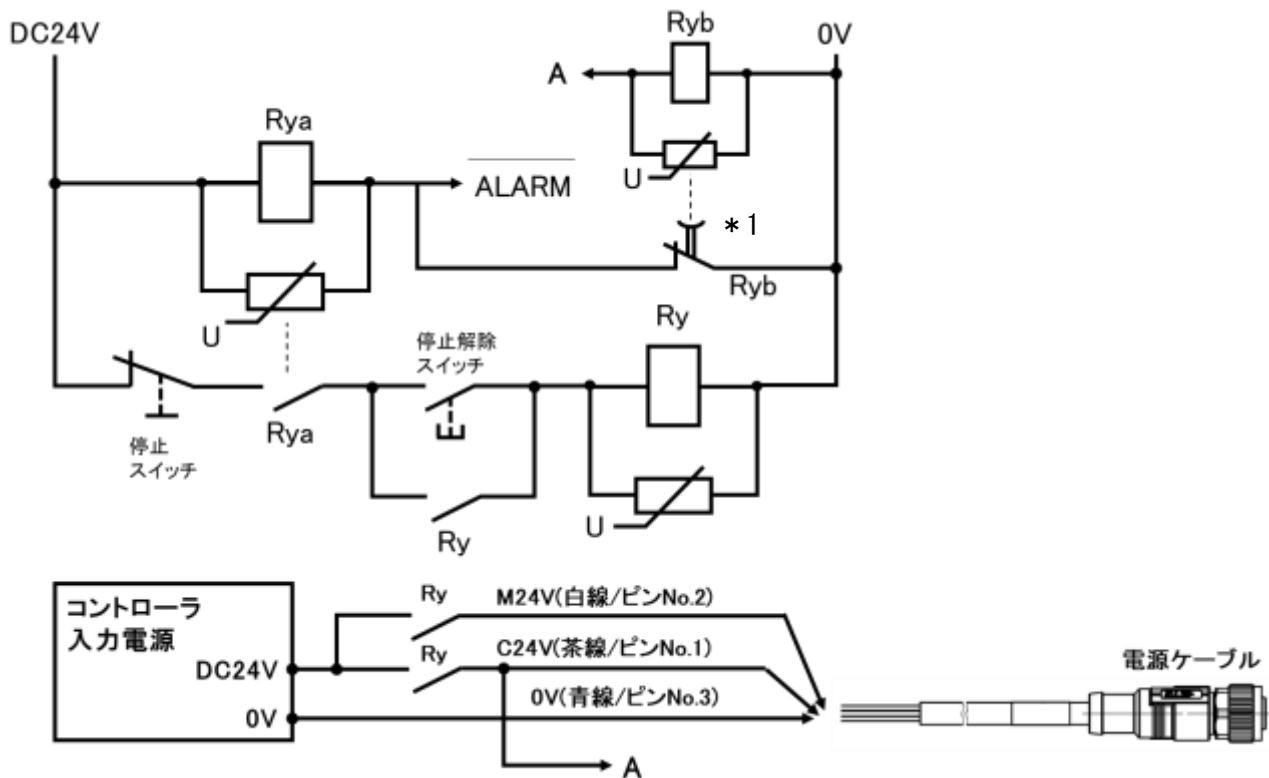 DC24V
Ryb
0V
A
Rya
U
ALARM
*1
Ryb
U
Ry
停止解除
スイッチ
Rya
停止
スイッチ
U
Ry
コントローラ
入力電源
DC24V
0V
Ry
M24V(白線/ピンNo.2)
Ry
C24V(茶線/ピンNo.1)
0V(青線/ピンNo.3)
A
電源ケーブル